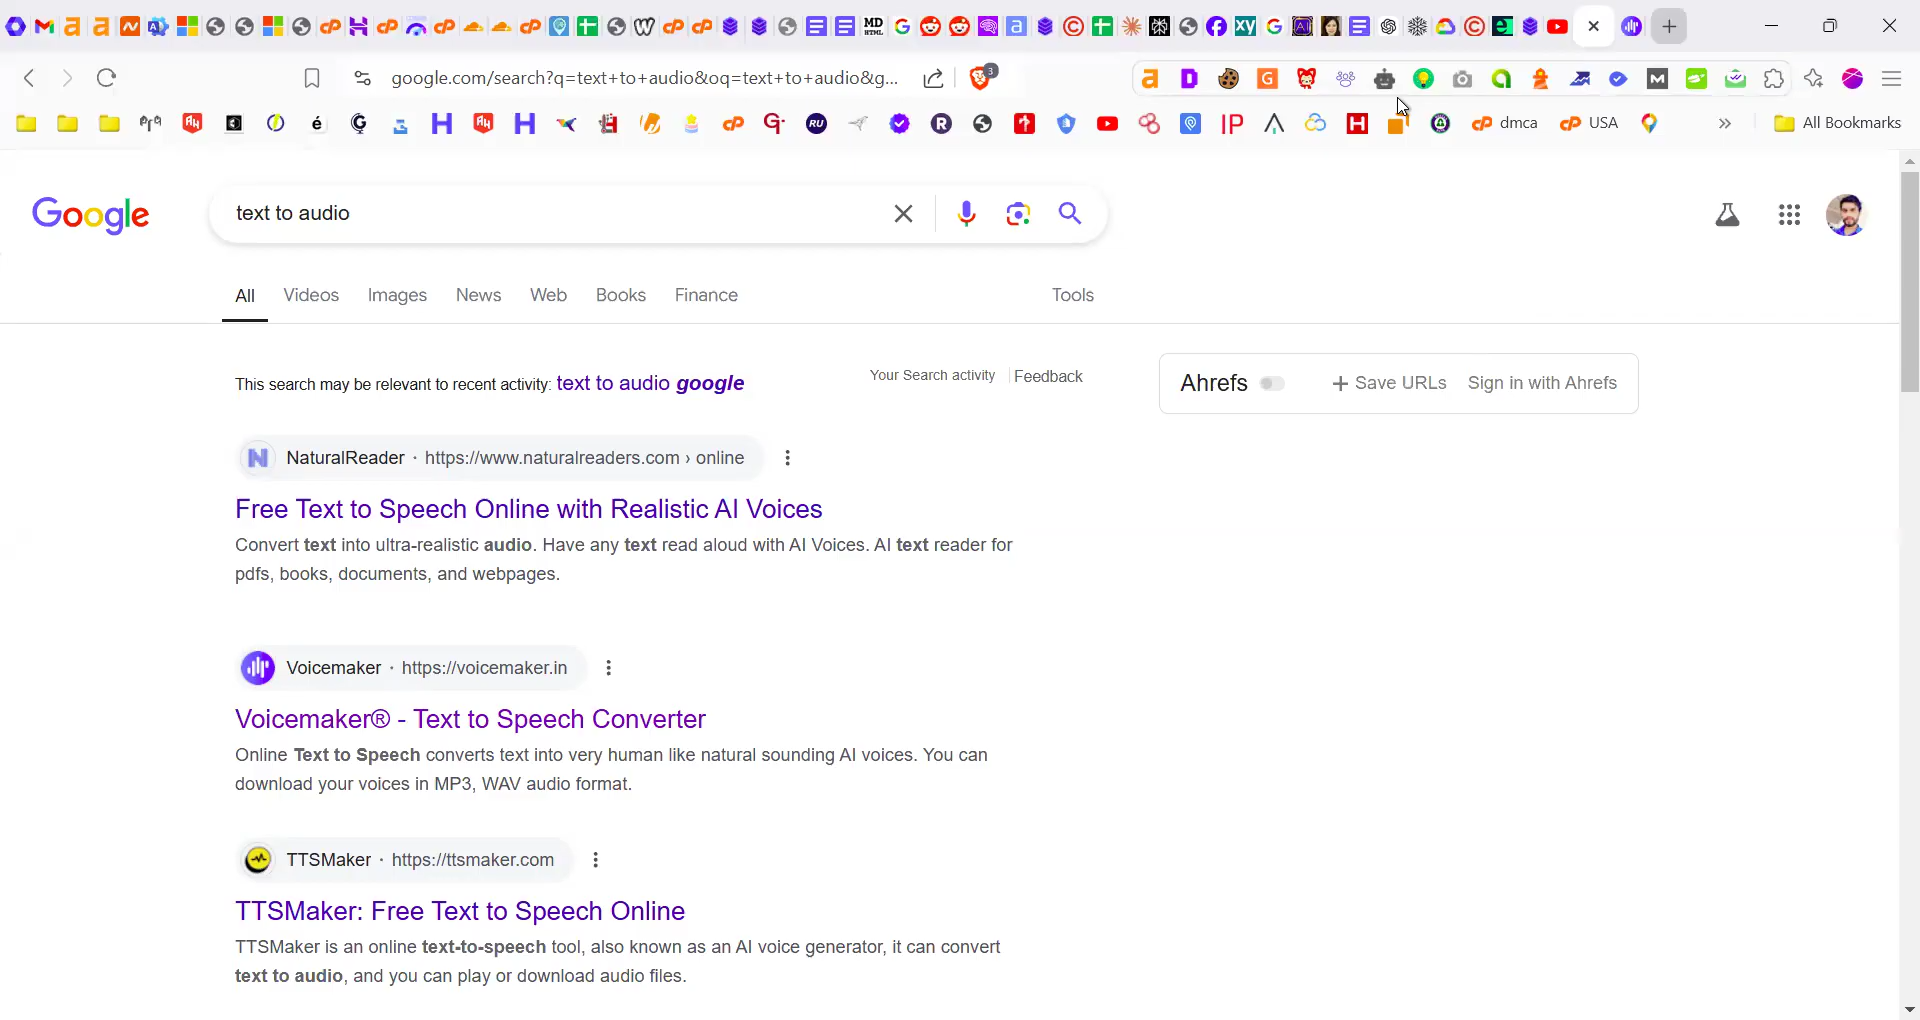 google.com/search?q=text+to+audio&oq=text+to+audio&g...
3
dmca
USA
All Bookmarks
Google
text to audio
All
Videos
Images
News
Web
Books
Finance
Tools
This search may be relevant to recent activity: text to audio google
Your Search activity
Feedback
Ahrefs
Save URLs
Sign in with Ahrefs
NaturalReader · https://www.naturalreaders.com › online
Free Text to Speech Online with Realistic AI Voices
Convert text into ultra-realistic audio. Have any text read aloud with AI Voices. AI text reader for
pdfs, books, documents, and webpages.
Voicemaker · https://voicemaker.in
Voicemaker® - Text to Speech Converter
Online Text to Speech converts text into very human like natural sounding AI voices. You can
download your voices in MP3, WAV audio format.
TTSMaker · https://ttsmaker.com
TTSMaker: Free Text to Speech Online
TTSMaker is an online text-to-speech tool, also known as an AI voice generator, it can convert
text to audio, and you can play or download audio files.